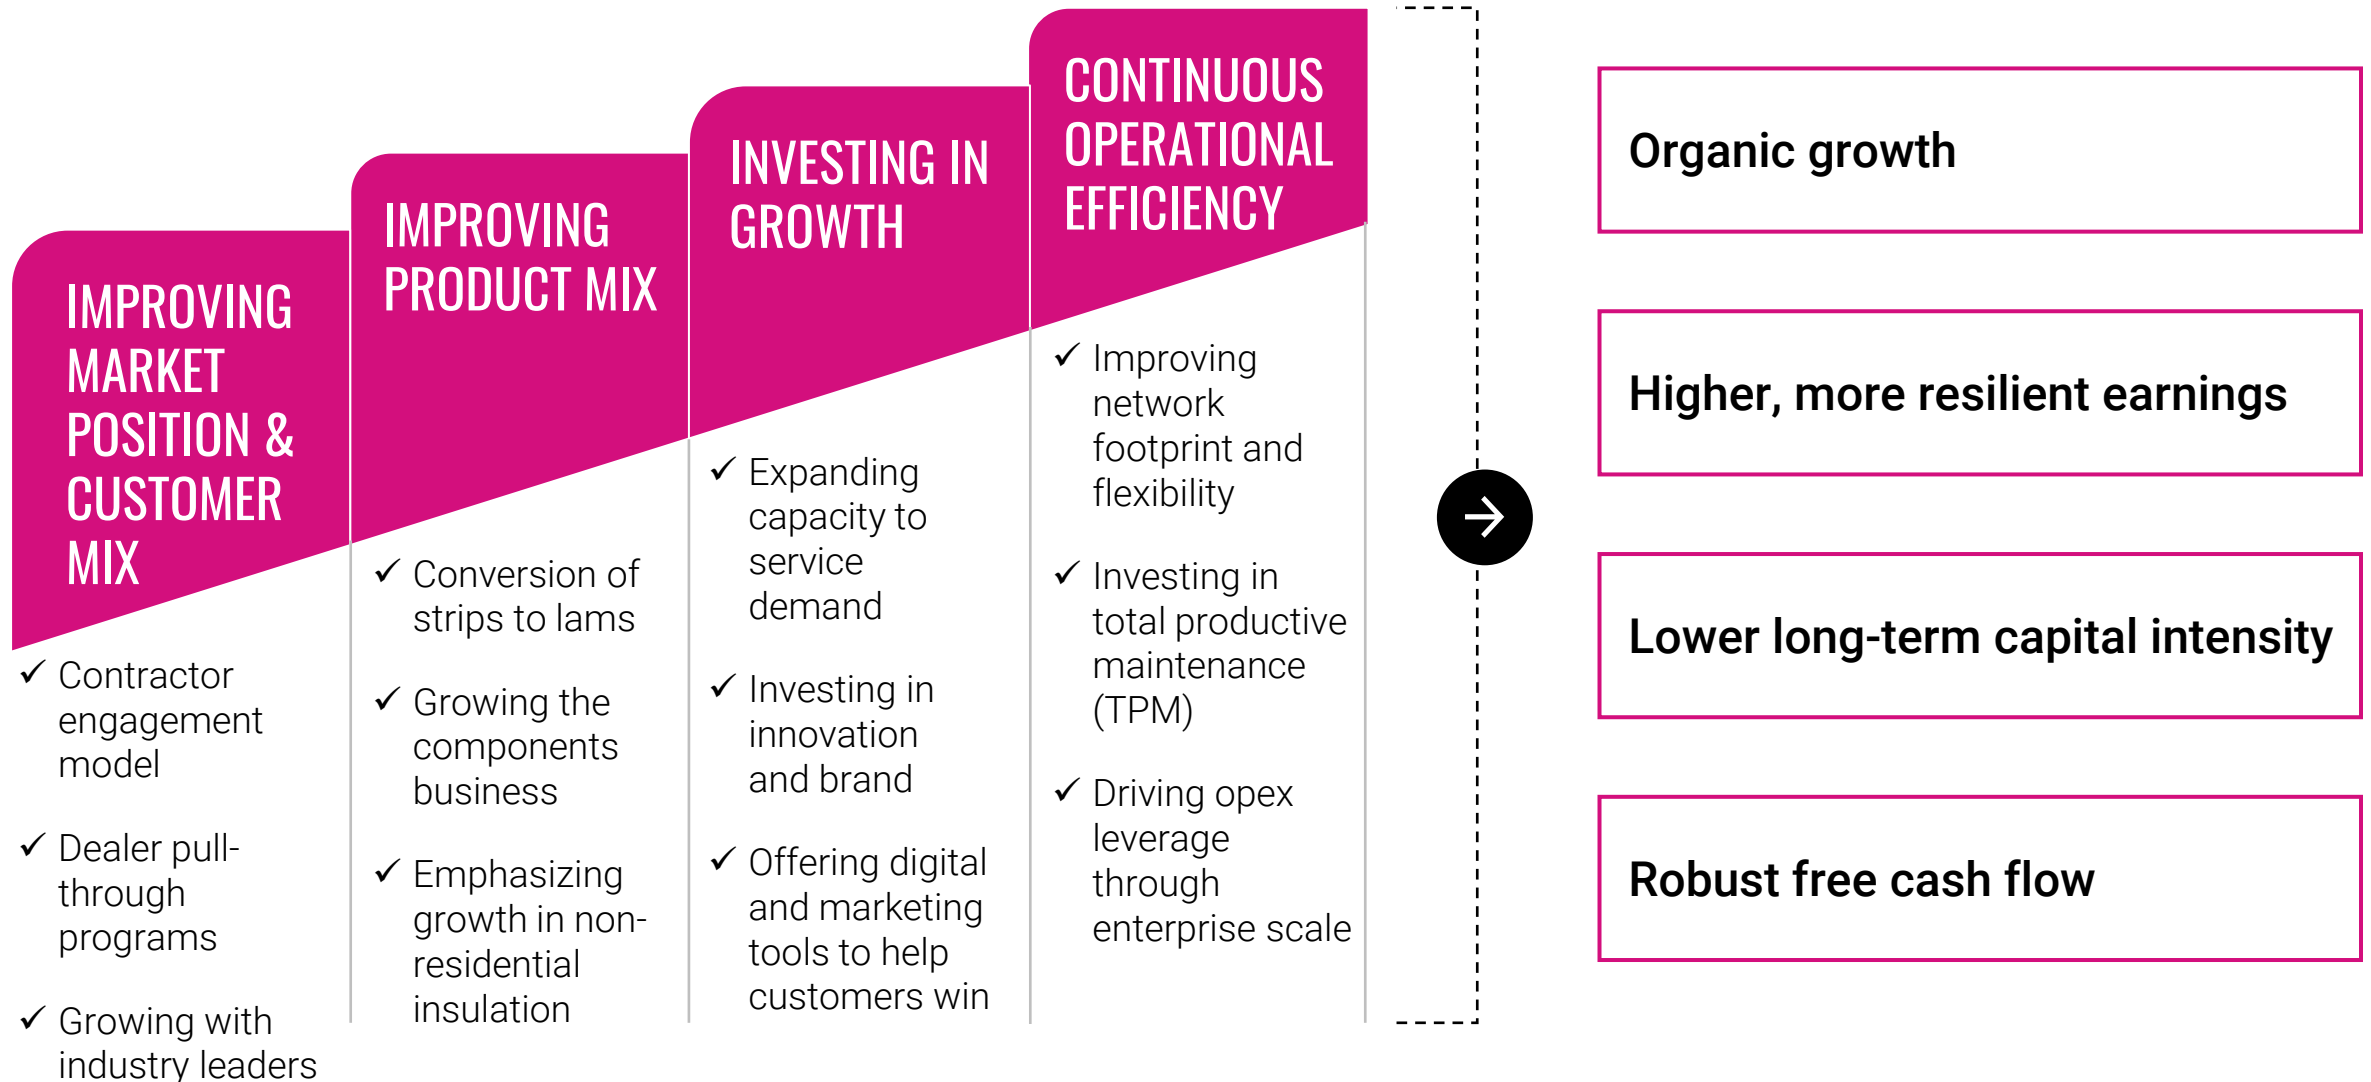 IMPROVING
MARKET
POSITION &
CUSTOMER
MIX
✓ Contractor
engagement
model
✓ Dealer pull-
through
programs
✓ Growing with
industry leaders
IMPROVING
PRODUCT MIX
✓ Conversion of
strips to lams
✓ Growing the
components
business
✓ Emphasizing
growth in non-
residential
insulation
INVESTING IN
GROWTH
✓ Expanding
capacity to
service
demand
✓ Investing in
innovation
and brand
✓ Offering digital
and marketing
tools to help
customers win
CONTINUOUS
OPERATIONAL
EFFICIENCY
✓ Improving
network
footprint and
flexibility
✓ Investing in
total productive
maintenance
(TPM)
✓ Driving opex
leverage
through
enterprise scale
Organic growth
Higher, more resilient earnings
Lower long-term capital intensity
Robust free cash flow